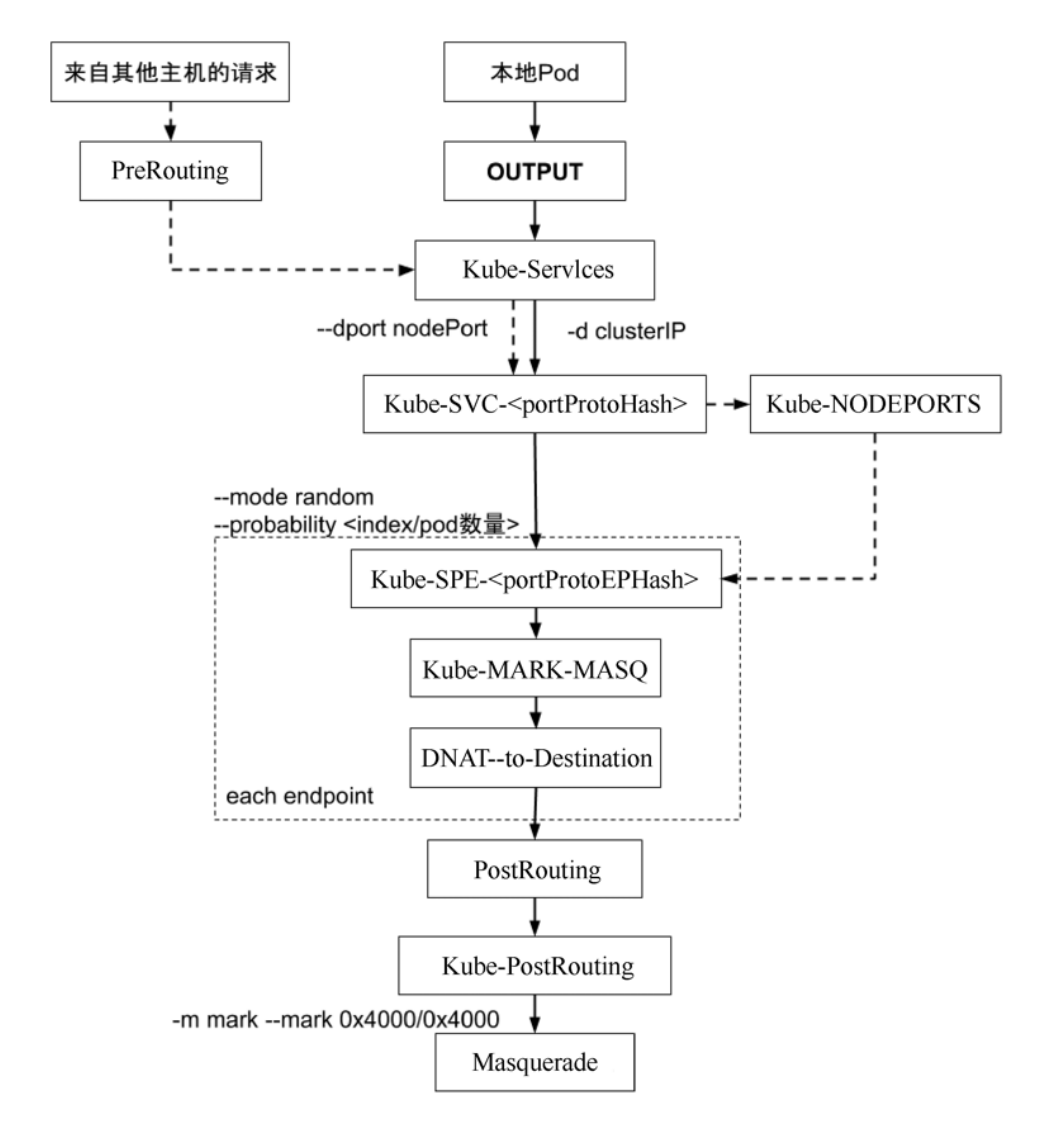 来自其他主机的请求
本地Pod
PreRouting
OUTPUT
Kube-Servlces
--dport nodePort
-d clusterIP
Kube-SVC-<portProtoHash>
Kube-NODEPORTS
--mode random
--probability <index/pod数量>
Kube-SPE-<portProtoEPHash>
Kube-MARK-MASQ
DNAT--to-Destination
each endpoint
PostRouting
Kube-PostRouting
-m mark --mark 0x4000/0x4000
Masquerade